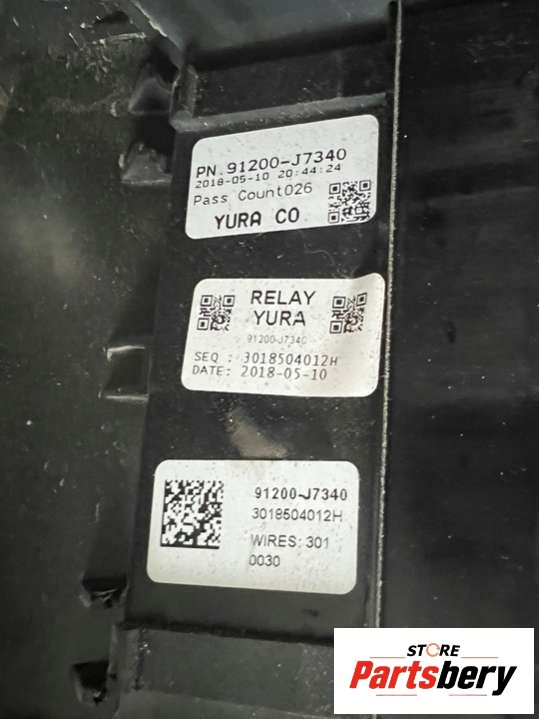 PN.91200-J7340
2018-05-10 20:44:24
Pass Count026
YURA CO
RELAY
YURA
91200-J7340
SEQ : 3018504012H
DATE: 2018-05-10
91200-J7340
3018504012H
WIRES: 301
0030
STORE
Partsbery